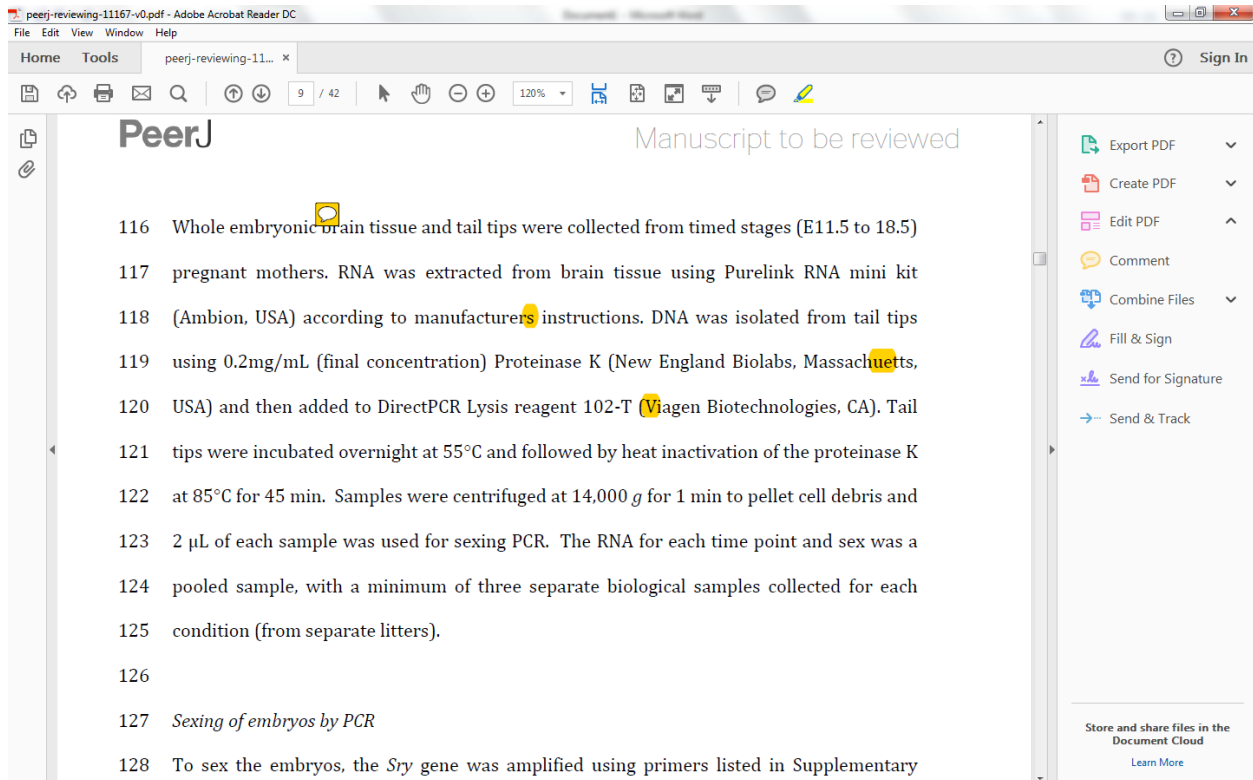 peerj-reviewing-11167-v0.pdf - Adobe Acrobat Reader DC
File Edit View Window Help
Home Tools peerj-reviewing-11... × ? Sign In
9 / 42 120%
PeerJ Manuscript to be reviewed
116 Whole embryonic brain tissue and tail tips were collected from timed stages (E11.5 to 18.5)
117 pregnant mothers. RNA was extracted from brain tissue using Purelink RNA mini kit
118 (Ambion, USA) according to manufacturers instructions. DNA was isolated from tail tips
119 using 0.2mg/mL (final concentration) Proteinase K (New England Biolabs, Massachuetts,
120 USA) and then added to DirectPCR Lysis reagent 102-T (Viagen Biotechnologies, CA). Tail
121 tips were incubated overnight at 55°C and followed by heat inactivation of the proteinase K
122 at 85°C for 45 min. Samples were centrifuged at 14,000 g for 1 min to pellet cell debris and
123 2 μL of each sample was used for sexing PCR. The RNA for each time point and sex was a
124 pooled sample, with a minimum of three separate biological samples collected for each
125 condition (from separate litters).
126
127 Sexing of embryos by PCR
128 To sex the embryos, the Sry gene was amplified using primers listed in Supplementary
Export PDF
Create PDF
Edit PDF
Comment
Combine Files
Fill & Sign
Send for Signature
Send & Track
Store and share files in the
Document Cloud
Learn More